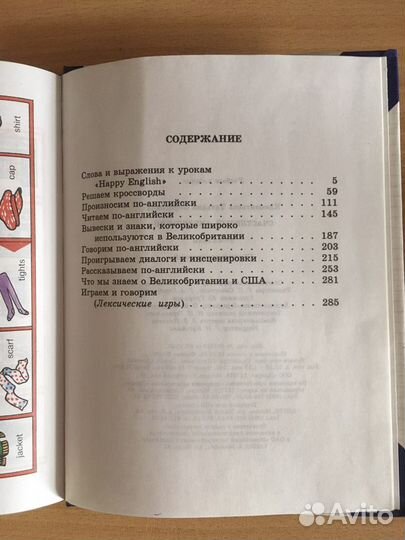 shirt
cap
tights
scarf
jacket
СОДЕРЖАНИЕ
Слова и выражения к урокам
«Happy English» 5
Решаем кроссворды 59
Произносим по-английски 111
Читаем по-английски 145
Вывески и знаки, которые широко
используются в Великобритании 187
Говорим по-английски 203
Проигрываем диалоги и инсценировки 215
Рассказываем по-английски 253
Что мы знаем о Великобритании и США 281
Играем и говорим
(Лексические игры) 285
Avito